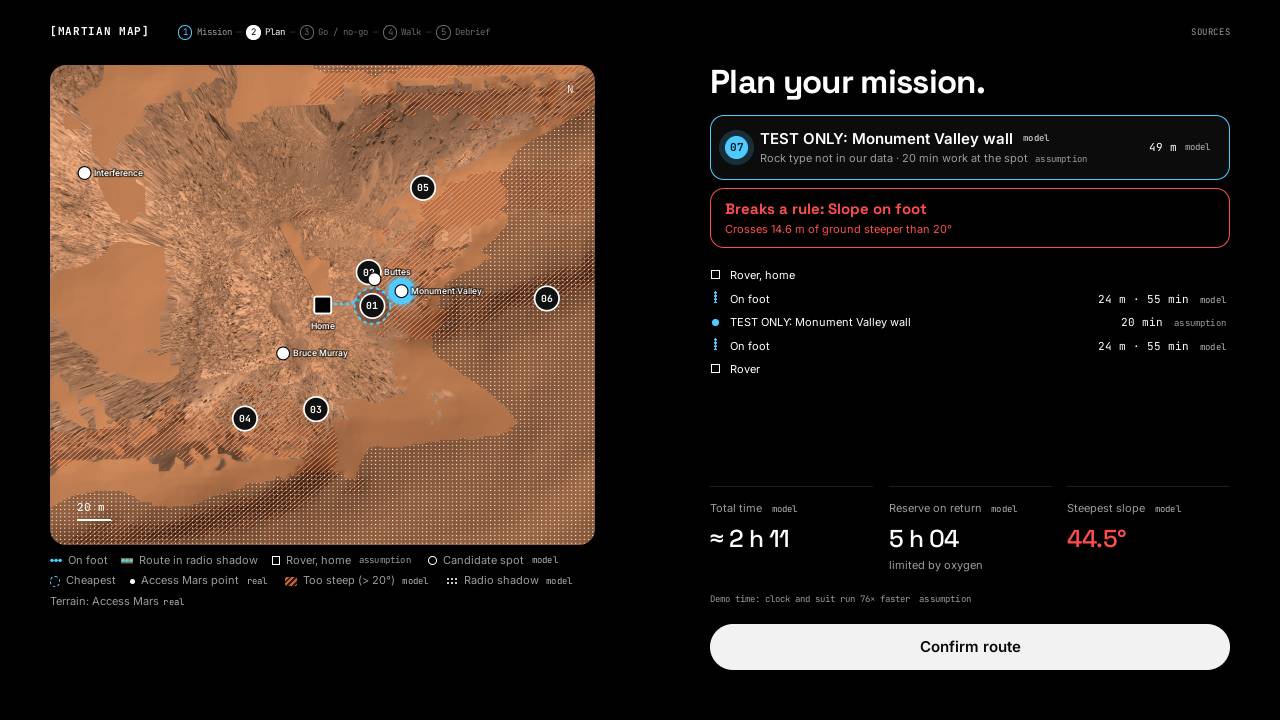 [MARTIAN MAP] 1 Mission – 2 Plan – 3 Go / no-go – 4 Walk – 5 Debrief SOURCES
N
Interference
05
02 Buttes
Monument Valley
01
06
Home
Bruce Murray
03
04
20 m
On foot Route in radio shadow Rover, home assumption Candidate spot model
Cheapest Access Mars point real Too steep (> 20°) model Radio shadow model
Terrain: Access Mars real
Plan your mission.
07 TEST ONLY: Monument Valley wall model 49 m model
Rock type not in our data · 20 min work at the spot assumption
Breaks a rule: Slope on foot
Crosses 14.6 m of ground steeper than 20°
Rover, home
On foot 24 m · 55 min model
TEST ONLY: Monument Valley wall 20 min assumption
On foot 24 m · 55 min model
Rover
Total time model Reserve on return model Steepest slope model
≈ 2 h 11 5 h 04 44.5°
limited by oxygen
Demo time: clock and suit run 76× faster assumption
Confirm route